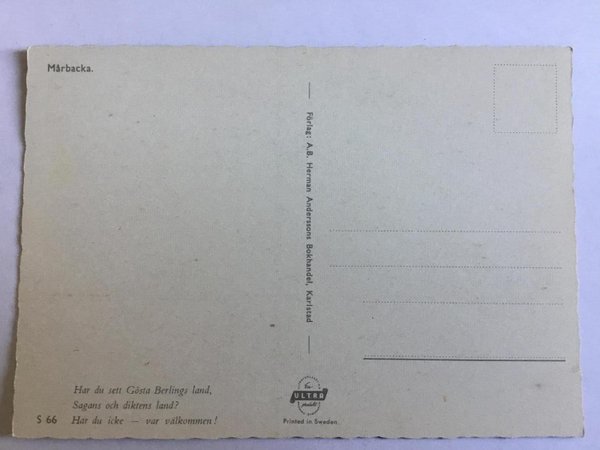 Mårbacka.
Förlag: A.B. Herman Anderssons Bokhandel, Karlstad
Har du sett Gösta Berlings land,
Sagans och diktens land?
S 66 Har du icke — var välkommen!
ULTRA
Printed in Sweden.